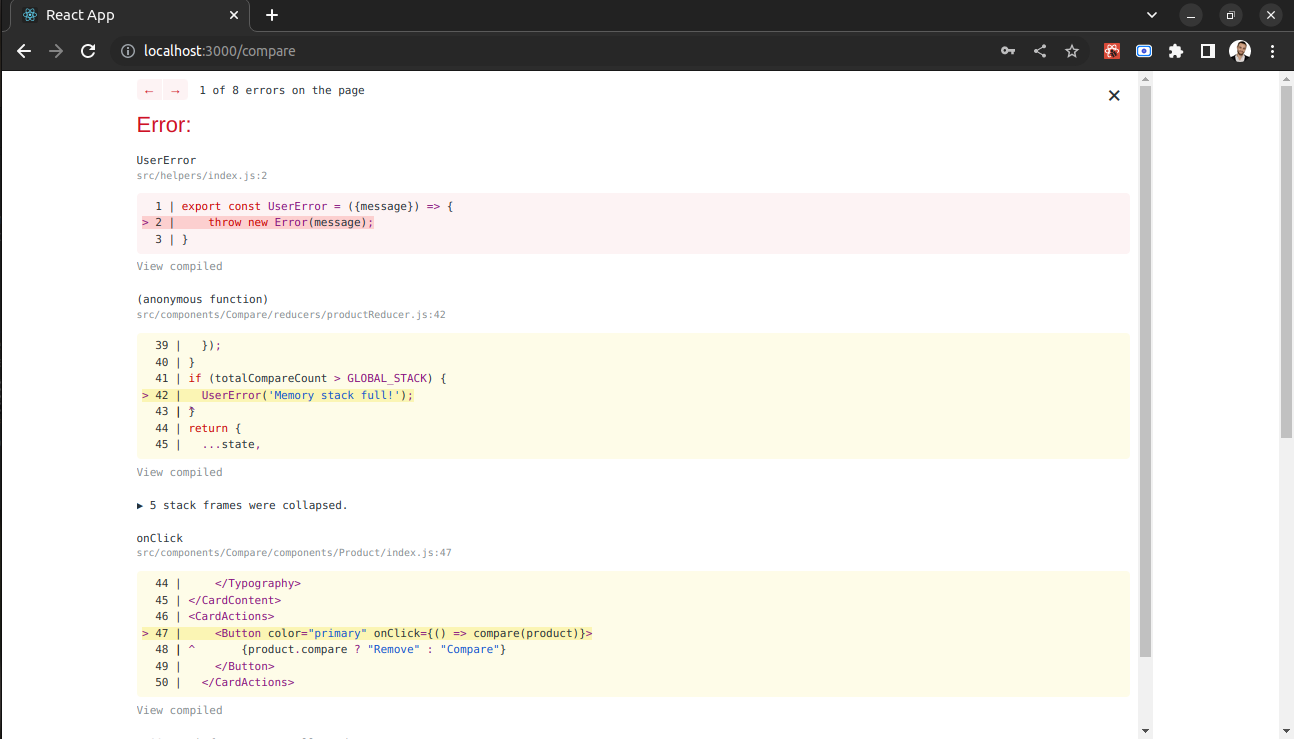 React App
localhost:3000/compare
← → 1 of 8 errors on the page
Error:
UserError
src/helpers/index.js:2
1 | export const UserError = ({message}) => {
> 2 |     throw new Error(message);
3 | }
View compiled
(anonymous function)
src/components/Compare/reducers/productReducer.js:42
39 |   });
40 | }
41 | if (totalCompareCount > GLOBAL_STACK) {
> 42 |   UserError('Memory stack full!');
43 | }
44 | return {
45 |   ...state,
View compiled
▶ 5 stack frames were collapsed.
onClick
src/components/Compare/components/Product/index.js:47
44 |     </Typography>
45 | </CardContent>
46 | <CardActions>
> 47 |     <Button color="primary" onClick={() => compare(product)}>
48 | ^       {product.compare ? "Remove" : "Compare"}
49 |     </Button>
50 |   </CardActions>
View compiled